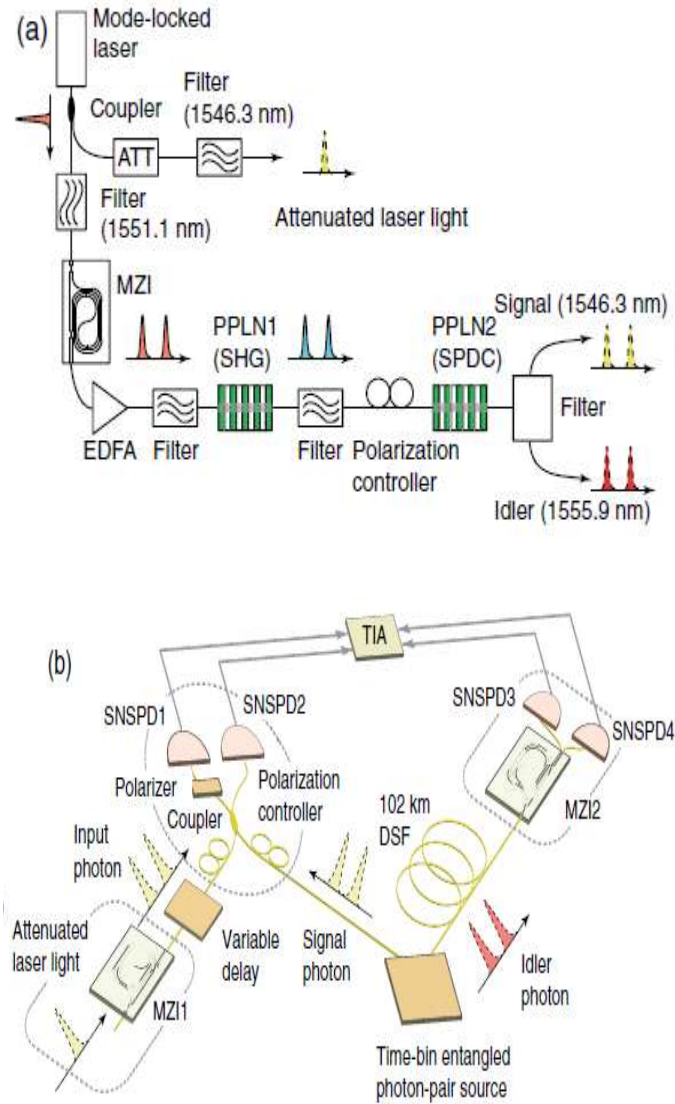 (a)
Mode-locked
laser
Coupler
Filter
(1546.3 nm)
ATT
Attenuated laser light
Filter
(1551.1 nm)
MZI
PPLN1
(SHG)
PPLN2
(SPDC)
Signal (1546.3 nm)
EDFA
Filter
Filter
Polarization
controller
Filter
Idler (1555.9 nm)
(b)
TIA
SNSPD1
SNSPD2
SNSPD3
SNSPD4
Polarizer
Polarization
controller
Coupler
102 km
DSF
MZI2
Input
photon
Attenuated
laser light
Variable
delay
MZI1
Signal
photon
Idler
photon
Time-bin entangled
photon-pair source